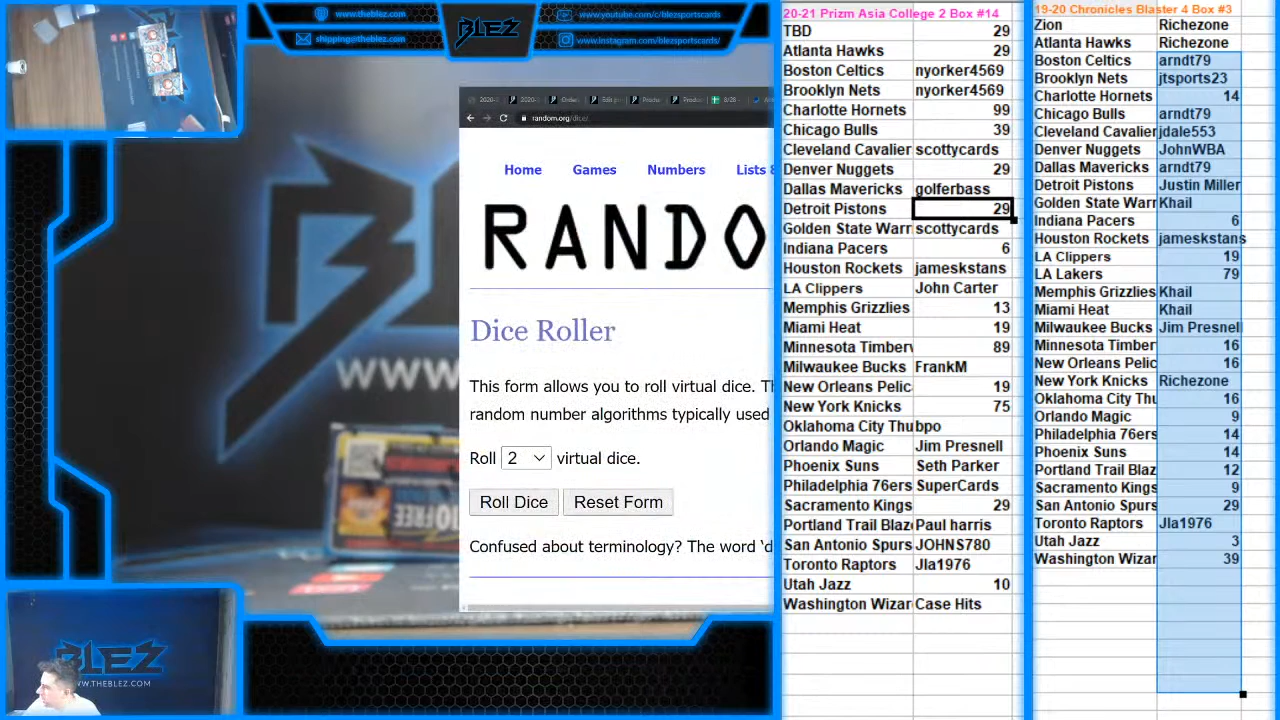 www.theblez.com
shipping@theblez.com
BLEZ
www.youtube.com/c/blezsportscards/
www.instagram.com/blezsportscards/
random.org/dice/
Home Games Numbers Lists &
RANDO
Dice Roller
This form allows you to roll virtual dice. T
random number algorithms typically used
Roll 2 virtual dice.
Roll Dice Reset Form
Confused about terminology? The word 'd
BLEZ
WWW.THEBLEZ.COM
20-21 Prizm Asia College 2 Box #14
TBD 29
Atlanta Hawks 29
Boston Celtics nyorker4569
Brooklyn Nets nyorker4569
Charlotte Hornets 99
Chicago Bulls 39
Cleveland Cavalier scottycards
Denver Nuggets 29
Dallas Mavericks golferbass
Detroit Pistons 29
Golden State Warr scottycards
Indiana Pacers 6
Houston Rockets jameskstans
LA Clippers John Carter
Memphis Grizzlies 13
Miami Heat 19
Minnesota Timberv 89
Milwaukee Bucks FrankM
New Orleans Pelic 19
New York Knicks 75
Oklahoma City Thu bpo
Orlando Magic Jim Presnell
Phoenix Suns Seth Parker
Philadelphia 76ers SuperCards
Sacramento Kings 29
Portland Trail Blaze Paul harris
San Antonio Spurs JOHNS780
Toronto Raptors Jla1976
Utah Jazz 10
Washington Wizar Case Hits
19-20 Chronicles Blaster 4 Box #3
Zion Richezone
Atlanta Hawks Richezone
Boston Celtics arndt79
Brooklyn Nets jtsports23
Charlotte Hornets 14
Chicago Bulls arndt79
Cleveland Cavalier jdale553
Denver Nuggets JohnWBA
Dallas Mavericks arndt79
Detroit Pistons Justin Miller
Golden State Warr Khail
Indiana Pacers 6
Houston Rockets jameskstans
LA Clippers 19
LA Lakers 79
Memphis Grizzlies Khail
Miami Heat Khail
Milwaukee Bucks Jim Presnell
Minnesota Timber 16
New Orleans Pelic 16
New York Knicks Richezone
Oklahoma City Thu 16
Orlando Magic 9
Philadelphia 76ers 14
Phoenix Suns 14
Portland Trail Blaz 12
Sacramento Kings 9
San Antonio Spurs 29
Toronto Raptors Jla1976
Utah Jazz 3
Washington Wizar 39